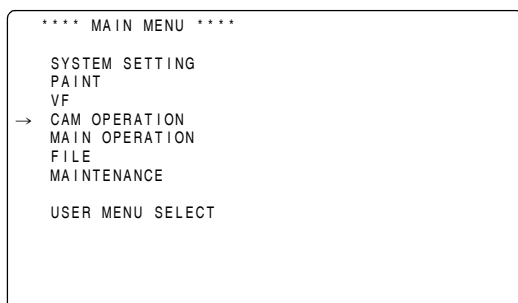 **** MAIN MENU ****
SYSTEM SETTING
PAINT
VF
→ CAM OPERATION
MAIN OPERATION
FILE
MAINTENANCE
USER MENU SELECT